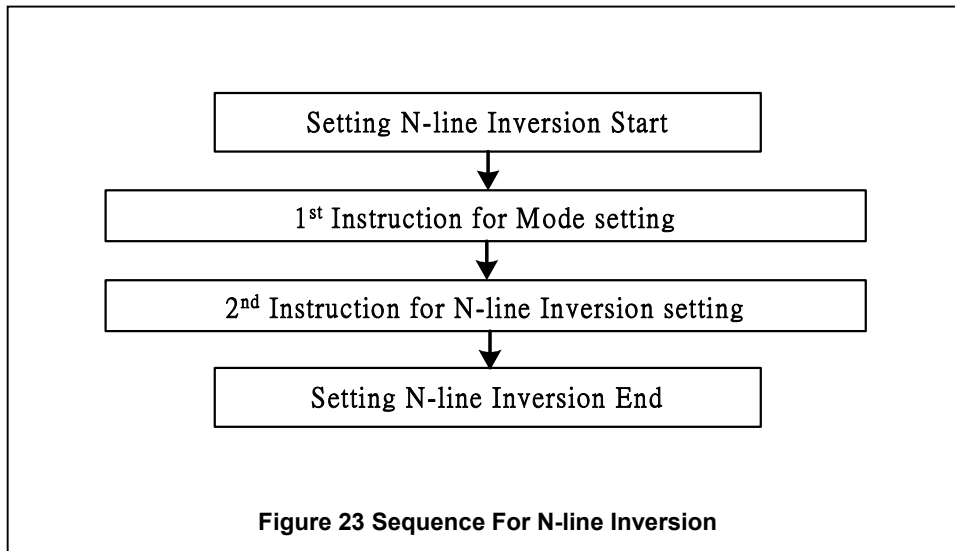 Setting N-line Inversion Start
1st Instruction for Mode setting
2nd Instruction for N-line Inversion setting
Setting N-line Inversion End
Figure 23 Sequence For N-line Inversion